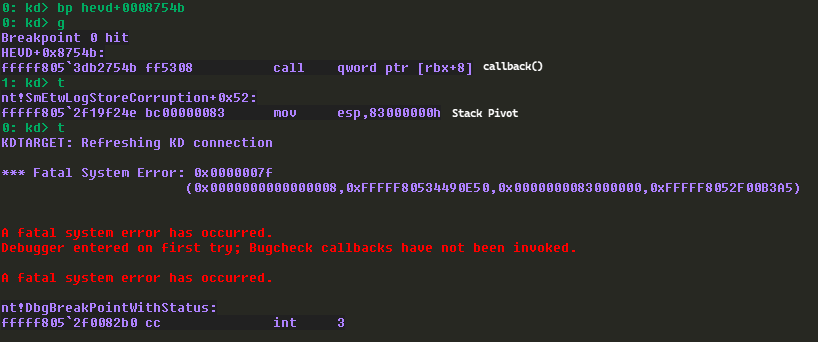 0: kd> bp hevd+0008754b
0: kd> g
Breakpoint 0 hit
HEVD+0x8754b:
fffff805`3db2754b ff5308          call    qword ptr [rbx+8] callback()
1: kd> t
nt!SmEtwLogStoreCorruption+0x52:
fffff805`2f19f24e bc00000083      mov     esp,83000000h Stack Pivot
0: kd> t
KDTARGET: Refreshing KD connection
*** Fatal System Error: 0x0000007f
(0x0000000000000008,0xFFFFF80534490E50,0x0000000083000000,0xFFFFF8052F00B3A5)
A fatal system error has occurred.
Debugger entered on first try; Bugcheck callbacks have not been invoked.
A fatal system error has occurred.
nt!DbgBreakPointWithStatus:
fffff805`2f0082b0 cc              int     3